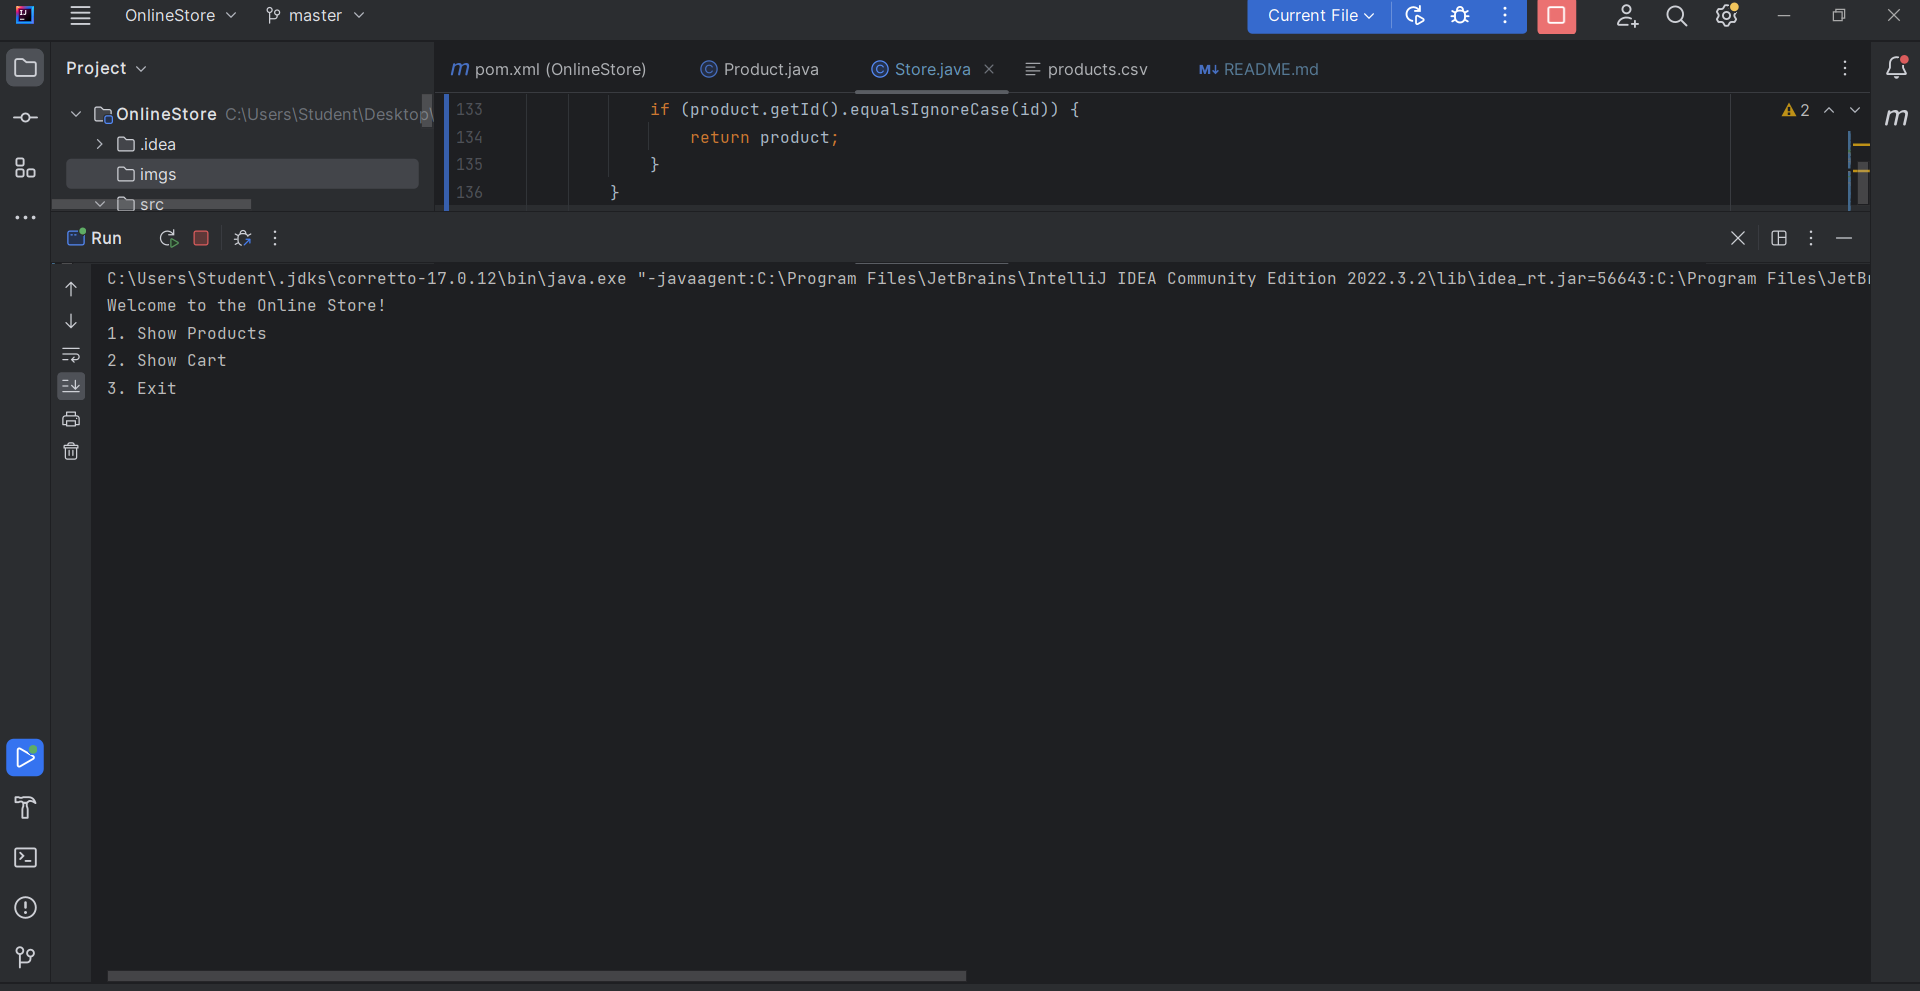 OnlineStore master Current File
Project
pom.xml (OnlineStore) Product.java Store.java products.csv README.md
OnlineStore C:\Users\Student\Desktop\
.idea
imgs
src
133 if (product.getId().equalsIgnoreCase(id)) {
134 return product;
135 }
136 }
2
Run
C:\Users\Student\.jdks\corretto-17.0.12\bin\java.exe "-javaagent:C:\Program Files\JetBrains\IntelliJ IDEA Community Edition 2022.3.2\lib\idea_rt.jar=56643:C:\Program Files\JetB
Welcome to the Online Store!
1. Show Products
2. Show Cart
3. Exit